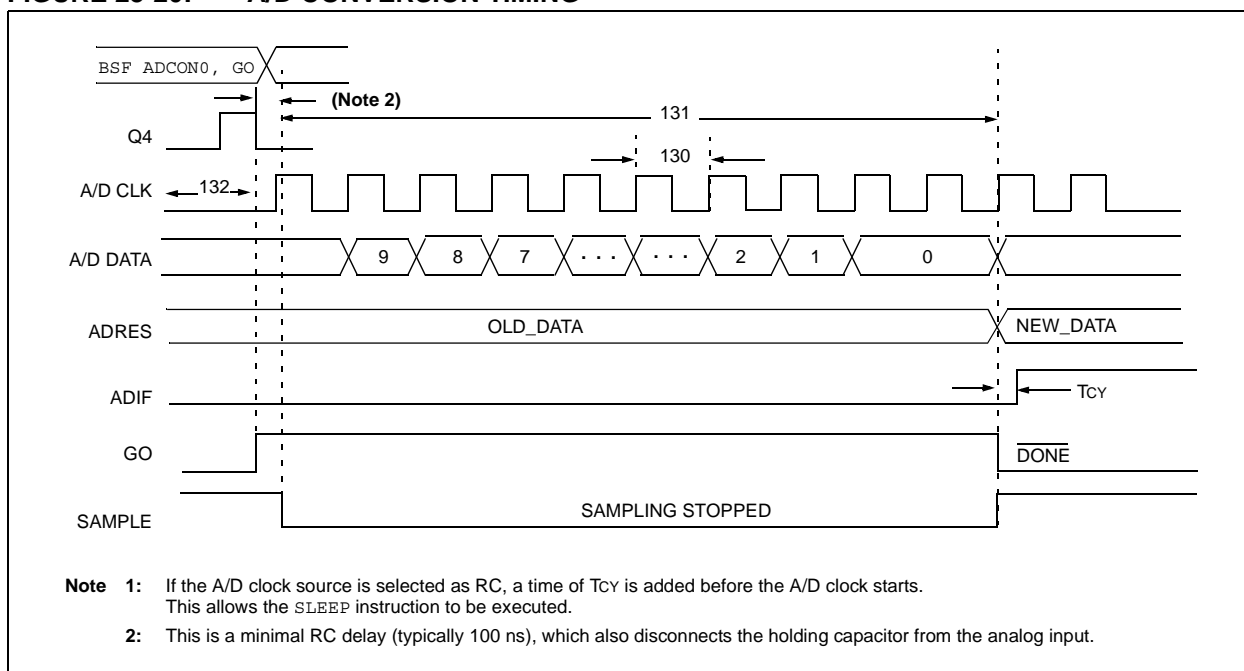 BSF ADCON0, GO
(Note 2)
131
Q4
130
A/D CLK
132
A/D DATA
9 8 7 . . . . . . 2 1 0
ADRES
OLD_DATA
NEW_DATA
ADIF
TCY
GO
DONE
SAMPLE
SAMPLING STOPPED
Note 1: If the A/D clock source is selected as RC, a time of TCY is added before the A/D clock starts.
This allows the SLEEP instruction to be executed.
2: This is a minimal RC delay (typically 100 ns), which also disconnects the holding capacitor from the analog input.